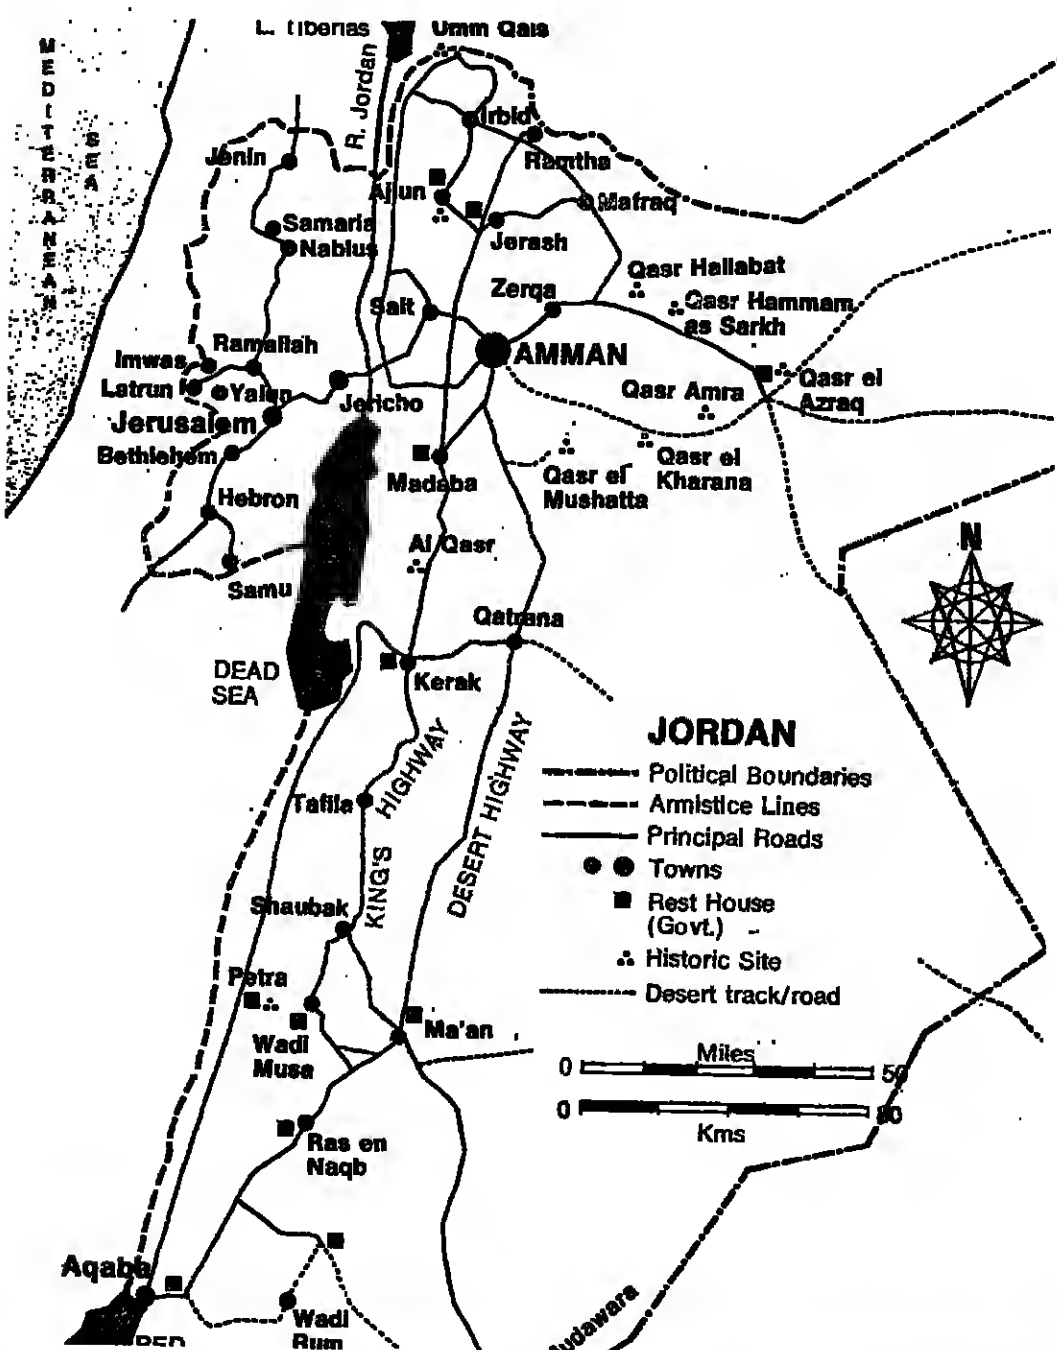 L. Tiberias
Umm Qais
MEDITERRANEAN
SEA
R. Jordan
Irbid
Jenin
Ramtha
Ajlun
Mafraq
Samaria
Nablus
Jerash
Qasr Hallabat
Zerqa
Salt
Qasr Hammam
as Sarkh
Ramallah
Imwas
AMMAN
Latrun
Yalun
Jericho
Qasr Amra
Qasr el
Azraq
Jerusalem
Bethlehem
Madaba
Qasr el
Mushatta
Qasr el
Kharana
Hebron
Al Qasr
N
Samu
Qatrana
DEAD
SEA
Kerak
JORDAN
Political Boundaries
Armistice Lines
Principal Roads
Towns
Rest House
(Govt.)
Historic Site
Desert track/road
Tafila
KING'S
HIGHWAY
DESERT HIGHWAY
Shaubak
Petra
Wadi
Musa
Ma'an
Miles
0 50
0 80
Kms
Ras en
Naqb
Aqaba
Wadi
Rum
RED